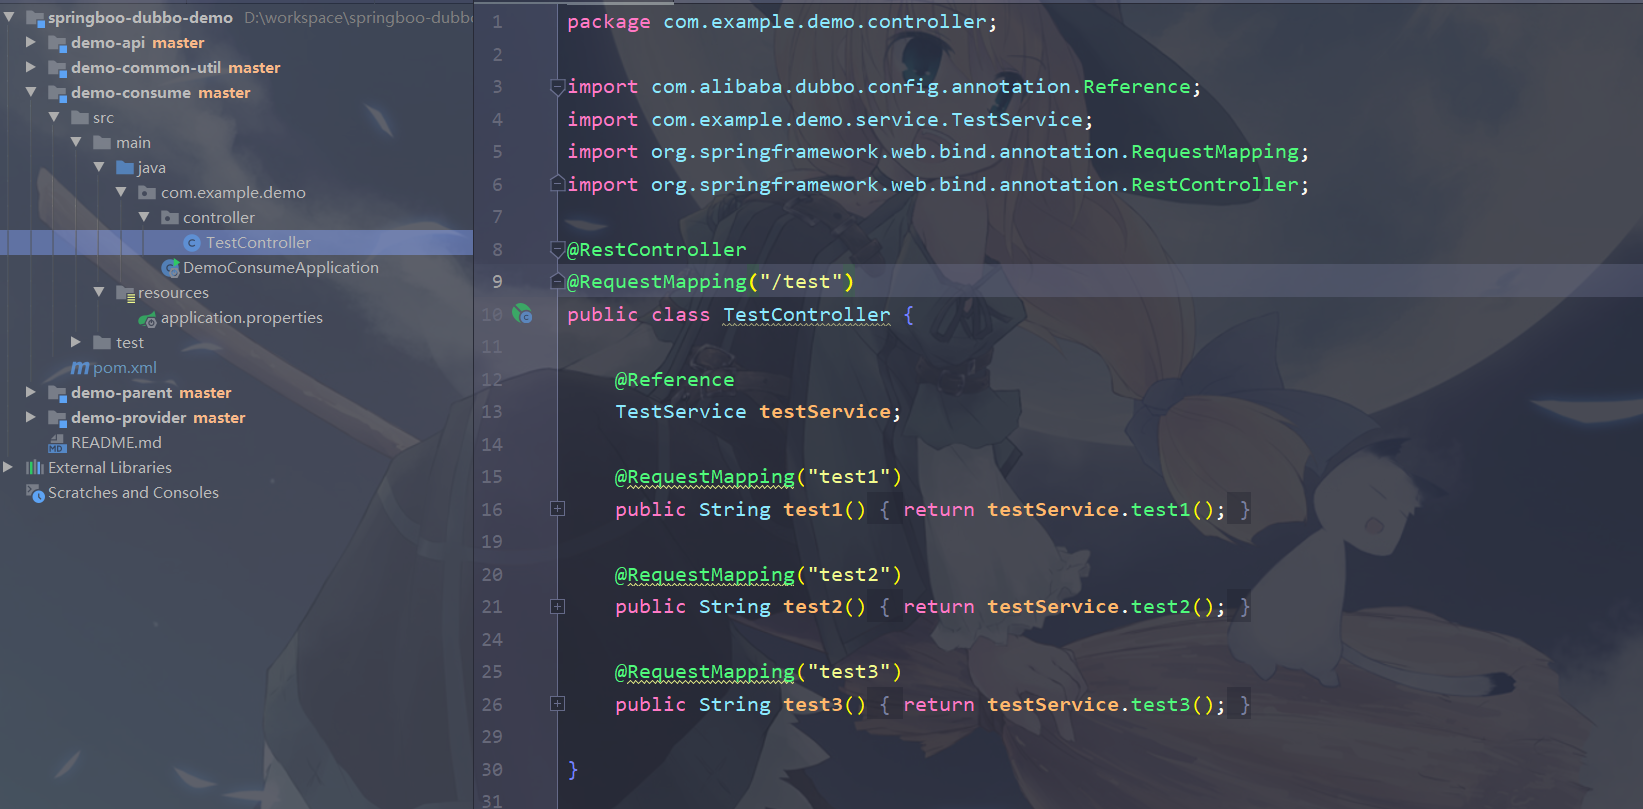 springboo-dubbo-demo D:\workspace\springboo-dubb
demo-api master
demo-common-util master
demo-consume master
src
main
java
com.example.demo
controller
TestController
DemoConsumeApplication
resources
application.properties
test
pom.xml
demo-parent master
demo-provider master
README.md
External Libraries
Scratches and Consoles
1 package com.example.demo.controller;
2
3 import com.alibaba.dubbo.config.annotation.Reference;
4 import com.example.demo.service.TestService;
5 import org.springframework.web.bind.annotation.RequestMapping;
6 import org.springframework.web.bind.annotation.RestController;
7
8 @RestController
9 @RequestMapping("/test")
10 public class TestController {
11
12 @Reference
13 TestService testService;
14
15 @RequestMapping("test1")
16 public String test1() { return testService.test1(); }
19
20 @RequestMapping("test2")
21 public String test2() { return testService.test2(); }
24
25 @RequestMapping("test3")
26 public String test3() { return testService.test3(); }
29
30 }
31